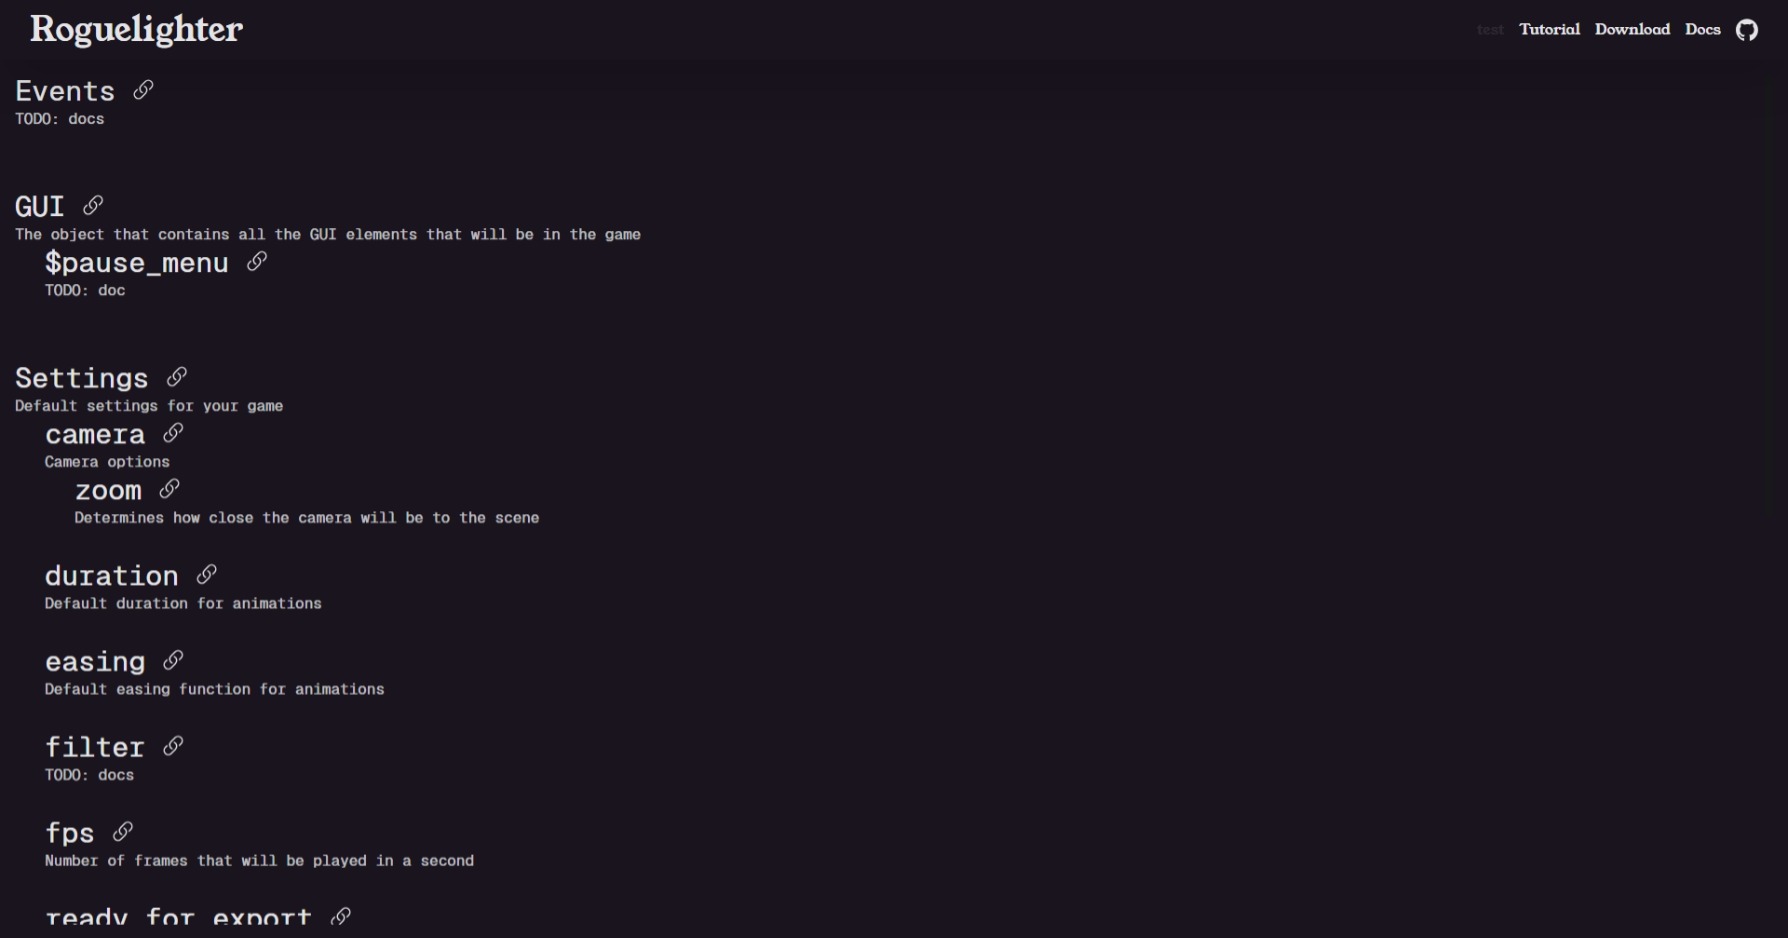 Roguelighter
test Tutorial Download Docs
Events
TODO: docs
GUI
The object that contains all the GUI elements that will be in the game
$pause_menu
TODO: doc
Settings
Default settings for your game
camera
Camera options
zoom
Determines how close the camera will be to the scene
duration
Default duration for animations
easing
Default easing function for animations
filter
TODO: docs
fps
Number of frames that will be played in a second
ready for export